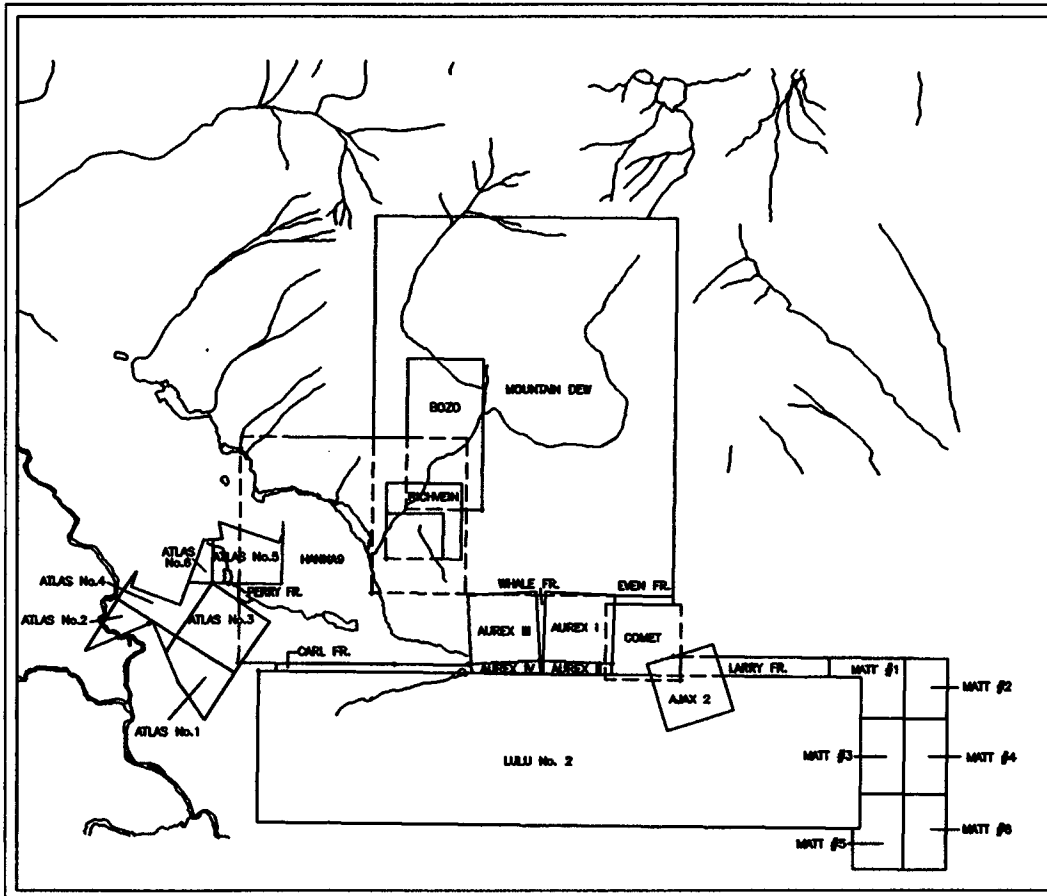 MOUNTAIN DEW
BOZO
RICHVEIN
ATLAS
No.6
ATLAS No.5
HANNA9
ATLAS No.4
PERRY FR.
WHALE FR.
EVEN FR.
ATLAS No.2
ATLAS No.3
AUREX III
AUREX I
COMET
CARL FR.
AUREX IV
AUREX II
LARRY FR.
MATT #1
MATT #2
AJAX 2
ATLAS No.1
LULU No. 2
MATT #3
MATT #4
MATT #5
MATT #6